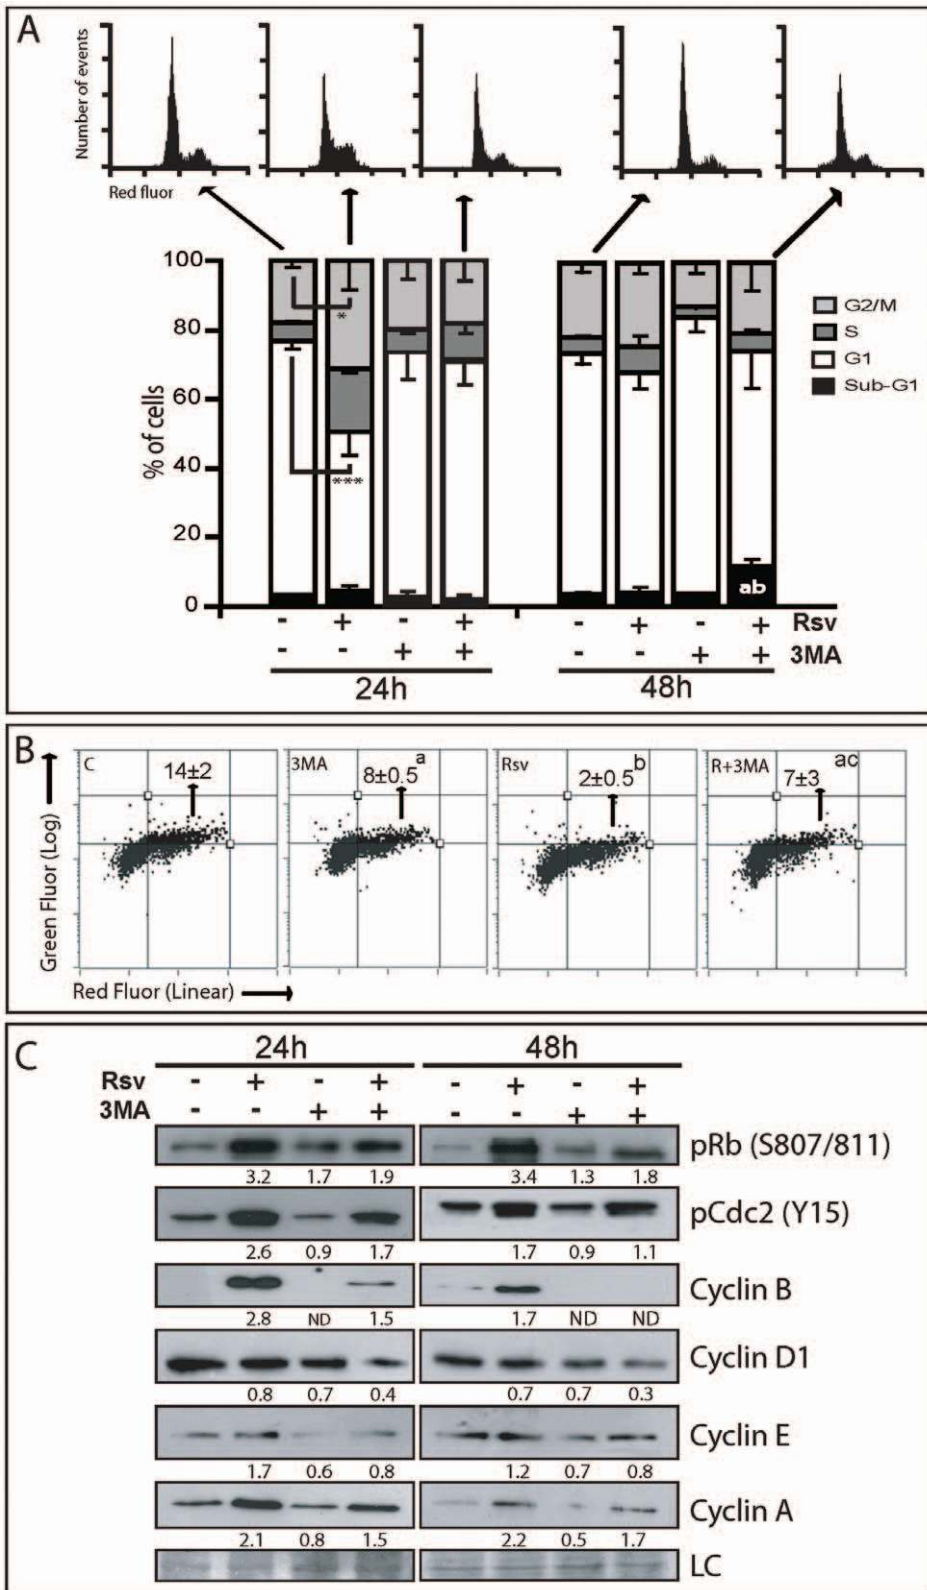 A
Number of events
Red fluor
% of cells
100
80
60
40
20
0
*
***
ab
G2/M
S
G1
Sub-G1
- + - + - + - + Rsv
- - + + - - + + 3MA
24h 48h
B
Green Fluor (Log)
C 14±2
3MA 8±0.5 a
Rsv 2±0.5 b
R+3MA 7±3 ac
Red Fluor (Linear)
C
24h 48h
Rsv - + - + - + - +
3MA - - + + - - + +
pRb (S807/811)
3.2 1.7 1.9 3.4 1.3 1.8
pCdc2 (Y15)
2.6 0.9 1.7 1.7 0.9 1.1
Cyclin B
2.8 ND 1.5 1.7 ND ND
Cyclin D1
0.8 0.7 0.4 0.7 0.7 0.3
Cyclin E
1.7 0.6 0.8 1.2 0.7 0.8
Cyclin A
2.1 0.8 1.5 2.2 0.5 1.7
LC